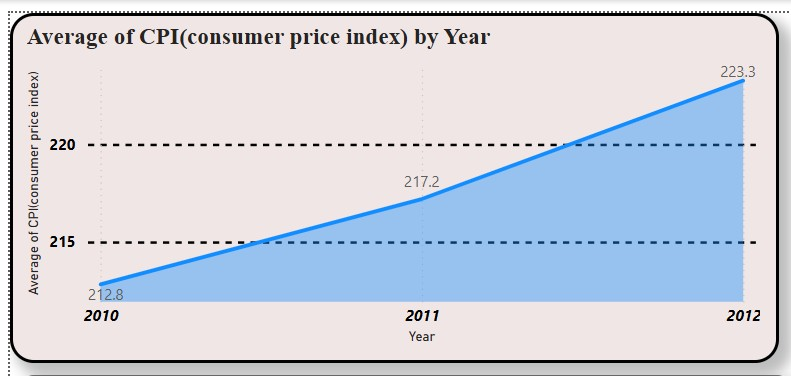 Average of CPI(consumer price index) by Year
Average of CPI(consumer price index)
223.3
220
217.2
215
212.8
2010 2011 2012
Year